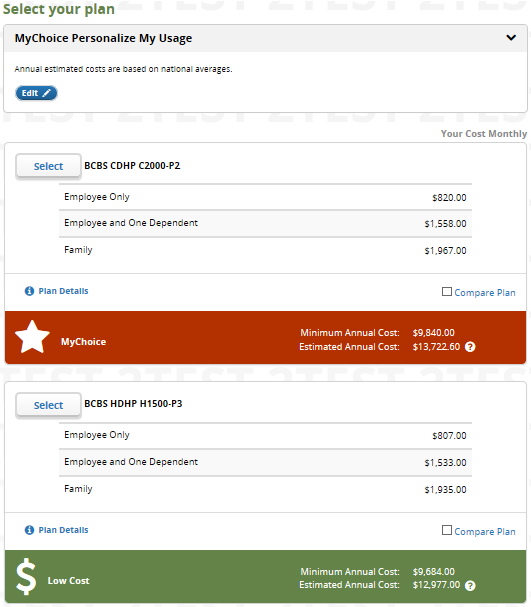 Select your plan
MyChoice Personalize My Usage
Annual estimated costs are based on national averages.
Edit
Your Cost Monthly
Select BCBS CDHP C2000-P2
Employee Only $820.00
Employee and One Dependent $1,558.00
Family $1,967.00
Plan Details Compare Plan
MyChoice
Minimum Annual Cost: $9,840.00
Estimated Annual Cost: $13,722.60 ?
Select BCBS HDHP H1500-P3
Employee Only $807.00
Employee and One Dependent $1,533.00
Family $1,935.00
Plan Details Compare Plan
$ Low Cost
Minimum Annual Cost: $9,684.00
Estimated Annual Cost: $12,977.00 ?